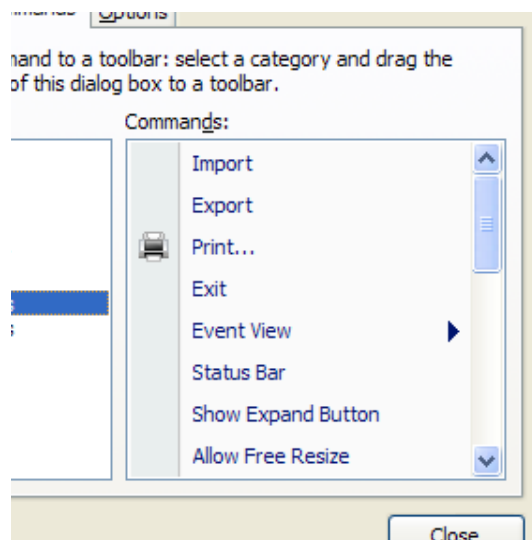 Options
to a toolbar: select a category and drag the
of this dialog box to a toolbar.
Commands:
Import
Export
Print...
Exit
Event View
Status Bar
Show Expand Button
Allow Free Resize
Close